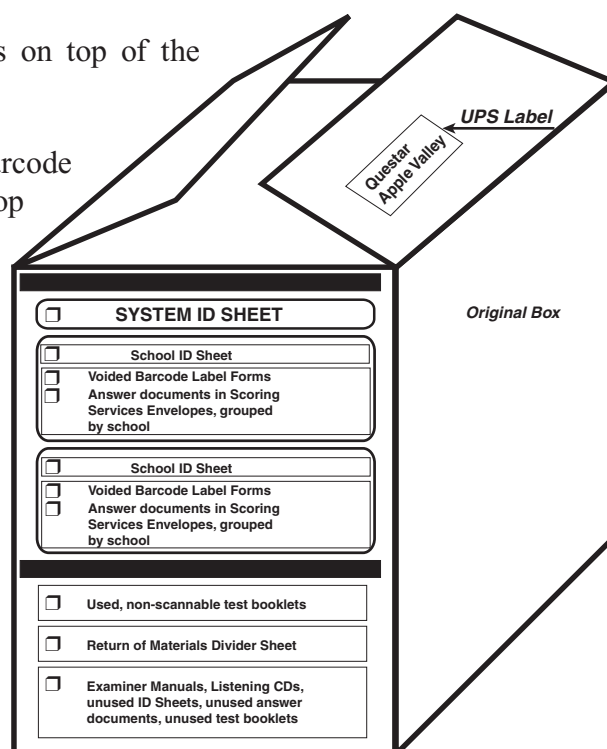 s on top of the
arcode
op
UPS Label
Questar
Apple Valley
Original Box
SYSTEM ID SHEET
School ID Sheet
Voided Barcode Label Forms
Answer documents in Scoring
Services Envelopes, grouped
by school
School ID Sheet
Voided Barcode Label Forms
Answer documents in Scoring
Services Envelopes, grouped
by school
Used, non-scannable test booklets
Return of Materials Divider Sheet
Examiner Manuals, Listening CDs,
unused ID Sheets, unused answer
documents, unused test booklets